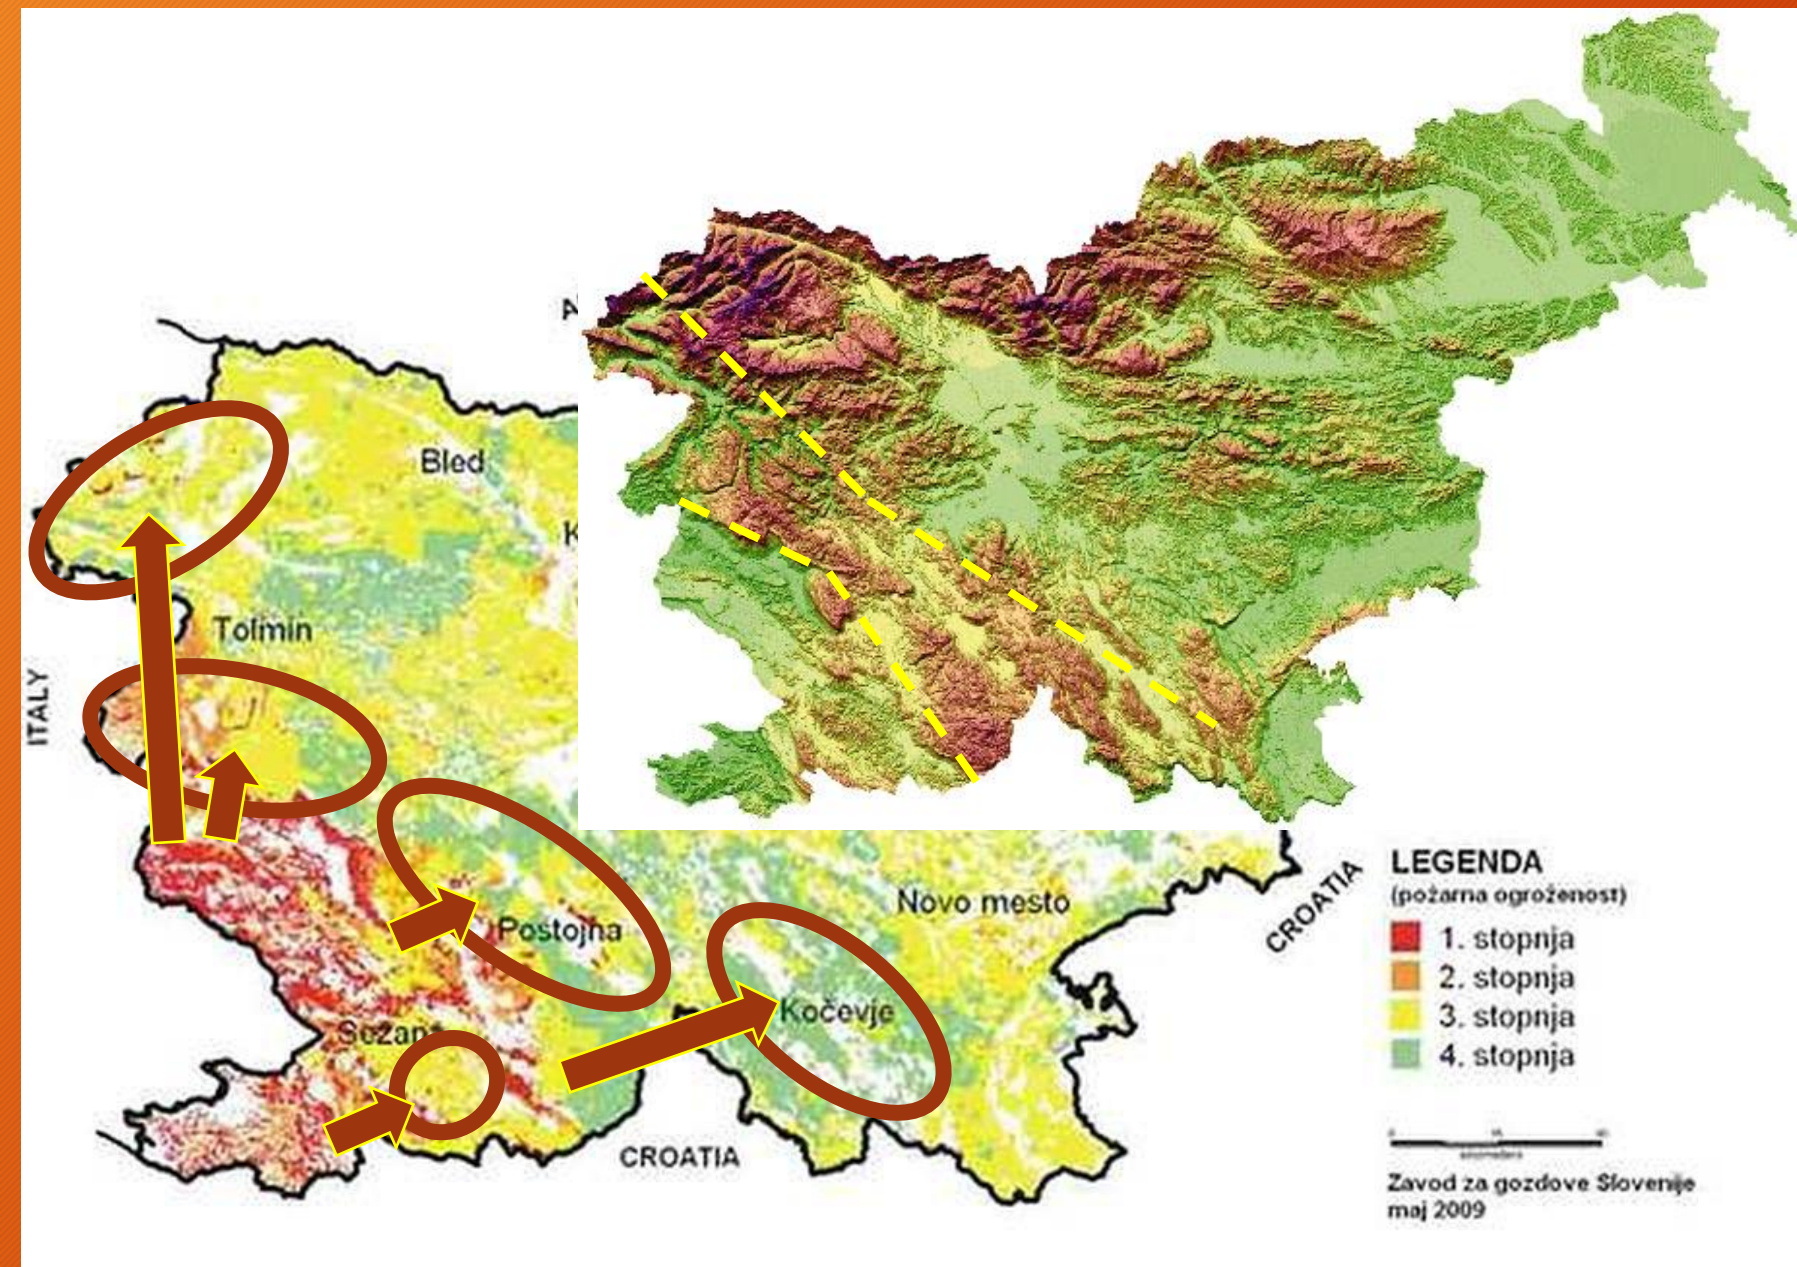 Bled
Tolmin
ITALY
Postojna
Novo mesto
Kočevje
CROATIA
CROATIA
LEGENDA
(požarna ogroženost)
1. stopnja
2. stopnja
3. stopnja
4. stopnja
Zavod za gozdove Slovenije
maj 2009